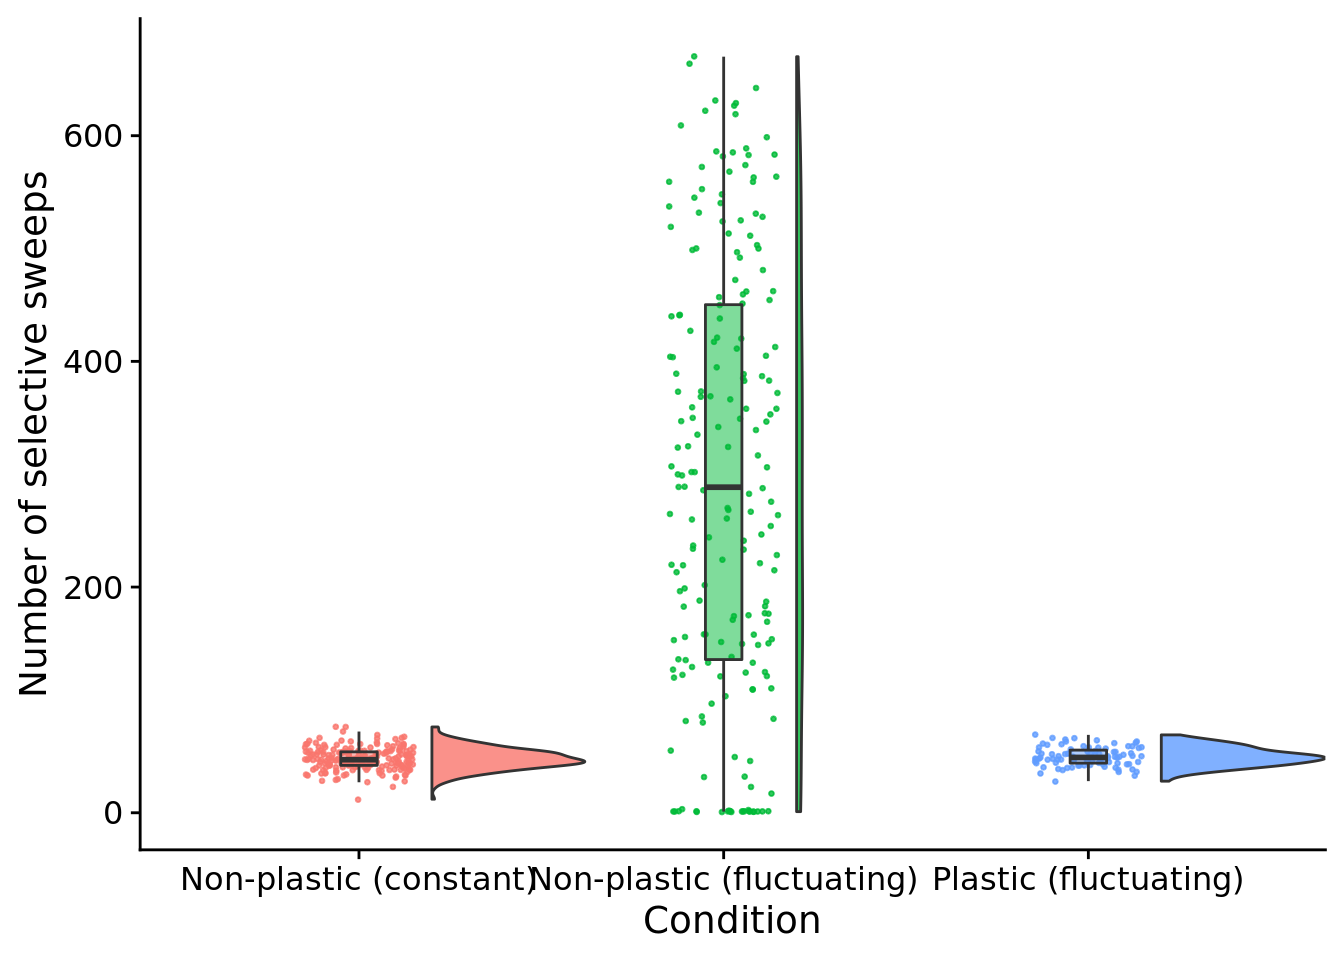 Number of selective sweeps
600
400
200
0
Non-plastic (constant)
Non-plastic (fluctuating)
Plastic (fluctuating)
Condition